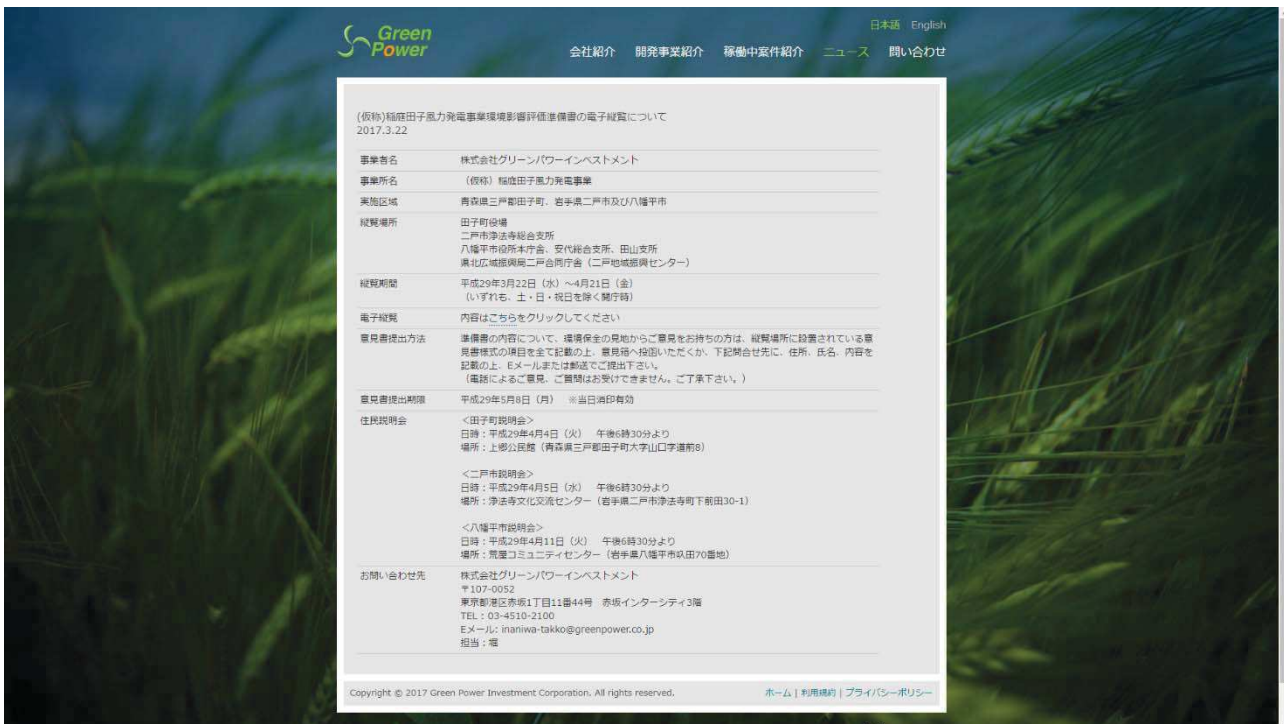 Green
Power
日本語 English
会社紹介 開発事業紹介 稼働中案件紹介 ニュース 問い合わせ
(仮称)稲庭田子風力発電事業環境影響評価準備書の電子縦覧について
2017.3.22
事業者名 株式会社グリーンパワーインベストメント
事業所名 （仮称）稲庭田子風力発電事業
実施区域 青森県三戸郡田子町、岩手県二戸市及び八幡平市
縦覧場所 田子町役場
二戸市浄法寺総合支所
八幡平市役所本庁舎、安代総合支所、田山支所
県北広域振興局二戸合同庁舎（二戸地域振興センター）
縦覧期間 平成29年3月22日（水）～4月21日（金）
（いずれも、土・日・祝日を除く開庁時）
電子縦覧 内容はこちらをクリックしてください
意見書提出方法 準備書の内容について、環境保全の見地からご意見をお持ちの方は、縦覧場所に設置されている意
見書様式の項目を全て記載の上、意見箱へ投函いただくか、下記問合せ先に、住所、氏名、内容を
記載の上、Eメールまたは郵送でご提出下さい。
（電話によるご意見、ご質問はお受けできません。ご了承下さい。）
意見書提出期限 平成29年5月8日（月） ※当日消印有効
住民説明会 ＜田子町説明会＞
日時：平成29年4月4日（火） 午後6時30分より
場所：上郷公民館（青森県三戸郡田子町大字山口字道前8）
＜二戸市説明会＞
日時：平成29年4月5日（水） 午後6時30分より
場所：浄法寺文化交流センター（岩手県二戸市浄法寺町下前田30-1）
＜八幡平市説明会＞
日時：平成29年4月11日（火） 午後6時30分より
場所：荒屋コミュニティセンター（岩手県八幡平市叺田70番地）
お問い合わせ先 株式会社グリーンパワーインベストメント
〒107-0052
東京都港区赤坂1丁目11番44号 赤坂インターシティ3階
TEL：03-4510-2100
Eメール: inaniwa-takko@greenpower.co.jp
担当：堀
Copyright © 2017 Green Power Investment Corporation, All rights reserved. ホーム | 利用規約 | プライバシーポリシー